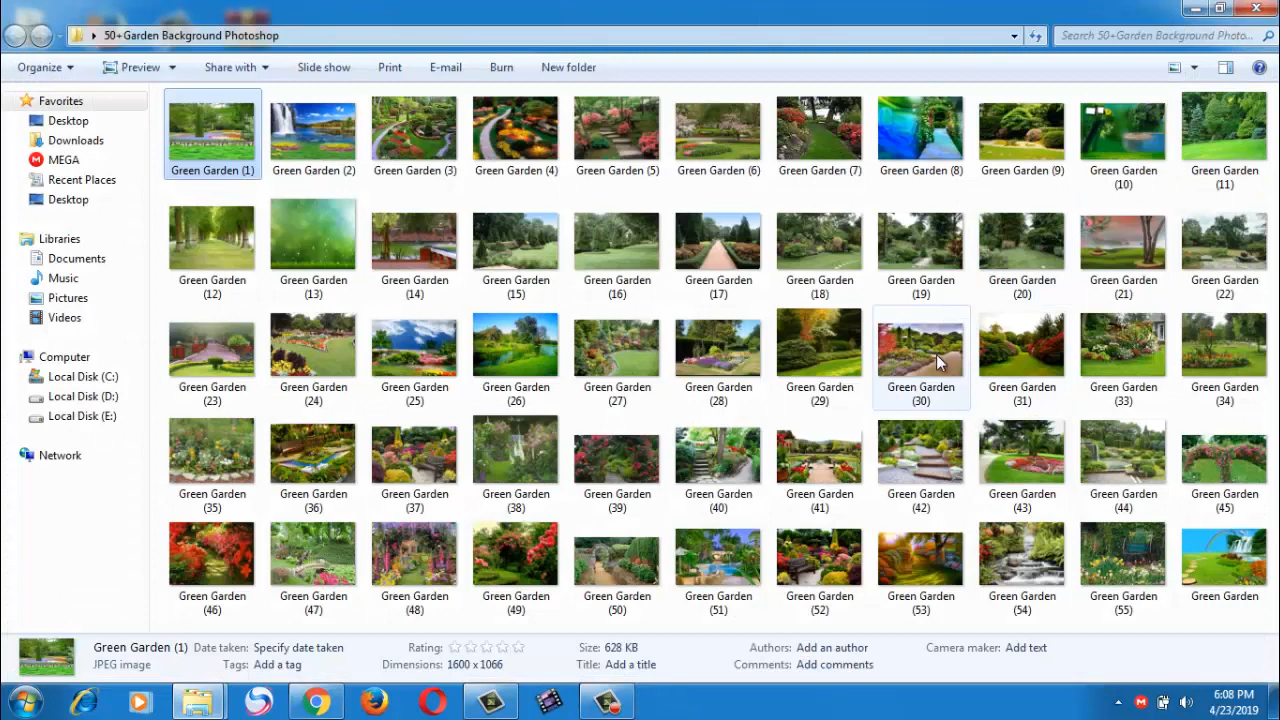 50+Garden Background Photoshop
Search 50+Garden Background Photo...
Organize Preview Share with Slide show Print E-mail Burn New folder
Favorites
Desktop
Downloads
MEGA
Recent Places
Desktop
Libraries
Documents
Music
Pictures
Videos
Computer
Local Disk (C:)
Local Disk (D:)
Local Disk (E:)
Network
Green Garden (1) Green Garden (2) Green Garden (3) Green Garden (4) Green Garden (5) Green Garden (6) Green Garden (7) Green Garden (8) Green Garden (9) Green Garden Green Garden
(10) (11)
Green Garden Green Garden Green Garden Green Garden Green Garden Green Garden Green Garden Green Garden Green Garden Green Garden Green Garden
(12) (13) (14) (15) (16) (17) (18) (19) (20) (21) (22)
Green Garden Green Garden Green Garden Green Garden Green Garden Green Garden Green Garden Green Garden Green Garden Green Garden Green Garden
(23) (24) (25) (26) (27) (28) (29) (30) (31) (33) (34)
Green Garden Green Garden Green Garden Green Garden Green Garden Green Garden Green Garden Green Garden Green Garden Green Garden Green Garden
(35) (36) (37) (38) (39) (40) (41) (42) (43) (44) (45)
Green Garden Green Garden Green Garden Green Garden Green Garden Green Garden Green Garden Green Garden Green Garden Green Garden Green Garden
(46) (47) (48) (49) (50) (51) (52) (53) (54) (55)
Green Garden (1) Date taken: Specify date taken Rating: Size: 628 KB Authors: Add an author Camera maker: Add text
JPEG image Tags: Add a tag Dimensions: 1600 x 1066 Title: Add a title Comments: Add comments
6:08 PM
4/23/2019